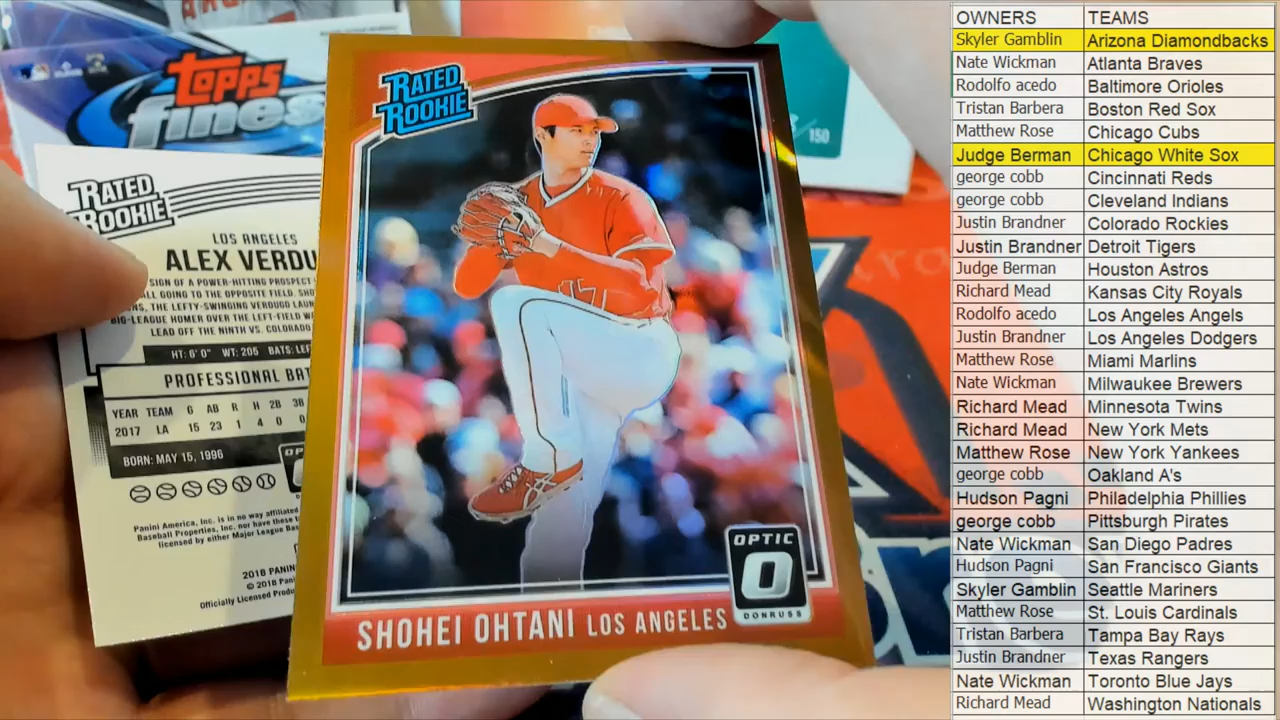 TOPPS
fines
/150
RATED
ROOKIE
LOS ANGELES
ALEX VERDU
SIGN OF A POWER-HITTING PROSPECT
ALL GOING TO THE OPPOSITE FIELD. SHO
THE LEFTY-SWINGING VERDUGO LAUN
BIG-LEAGUE HOMER OVER THE LEFT-FIELD W
LEAD OFF THE NINTH VS. COLORADO
HT: 6'0" WT: 205 BATS: LEF
PROFESSIONAL BAT
YEAR TEAM G AB R H 2B 3B
2017 LA 15 23 1 4 0 0
BORN: MAY 15, 1996
Panini America, Inc. is in no way affiliated
Baseball Properties, Inc. nor have these
licensed by either Major League Bas
2018 PANIN
© 2018 Pani
Officially Licensed Produ
RATED
ROOKIE
17
OPTIC
O
DONRUSS
SHOHEI OHTANI LOS ANGELES
OWNERS TEAMS
Skyler Gamblin Arizona Diamondbacks
Nate Wickman Atlanta Braves
Rodolfo acedo Baltimore Orioles
Tristan Barbera Boston Red Sox
Matthew Rose Chicago Cubs
Judge Berman Chicago White Sox
george cobb Cincinnati Reds
george cobb Cleveland Indians
Justin Brandner Colorado Rockies
Justin Brandner Detroit Tigers
Judge Berman Houston Astros
Richard Mead Kansas City Royals
Rodolfo acedo Los Angeles Angels
Justin Brandner Los Angeles Dodgers
Matthew Rose Miami Marlins
Nate Wickman Milwaukee Brewers
Richard Mead Minnesota Twins
Richard Mead New York Mets
Matthew Rose New York Yankees
george cobb Oakland A's
Hudson Pagni Philadelphia Phillies
george cobb Pittsburgh Pirates
Nate Wickman San Diego Padres
Hudson Pagni San Francisco Giants
Skyler Gamblin Seattle Mariners
Matthew Rose St. Louis Cardinals
Tristan Barbera Tampa Bay Rays
Justin Brandner Texas Rangers
Nate Wickman Toronto Blue Jays
Richard Mead Washington Nationals